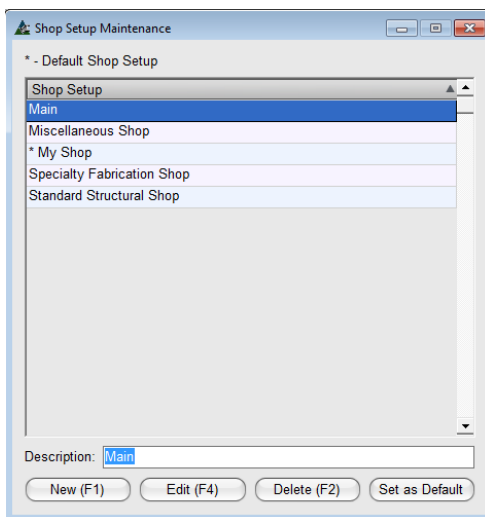 Shop Setup Maintenance
* - Default Shop Setup
Shop Setup
Main
Miscellaneous Shop
* My Shop
Specialty Fabrication Shop
Standard Structural Shop
Description: Main
New (F1) Edit (F4) Delete (F2) Set as Default